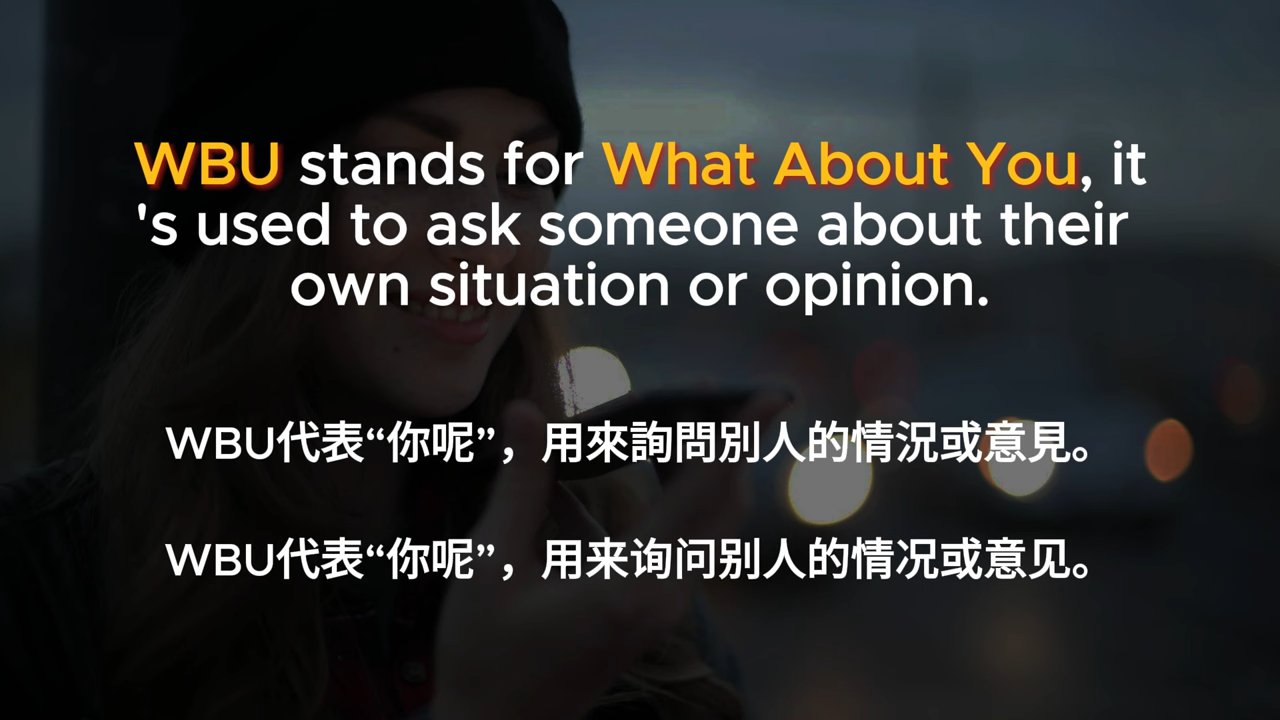 WBU stands for What About You, it
's used to ask someone about their
own situation or opinion.
WBU代表“你呢”，用來詢問別人的情況或意見。
WBU代表“你呢”，用来询问别人的情况或意见。